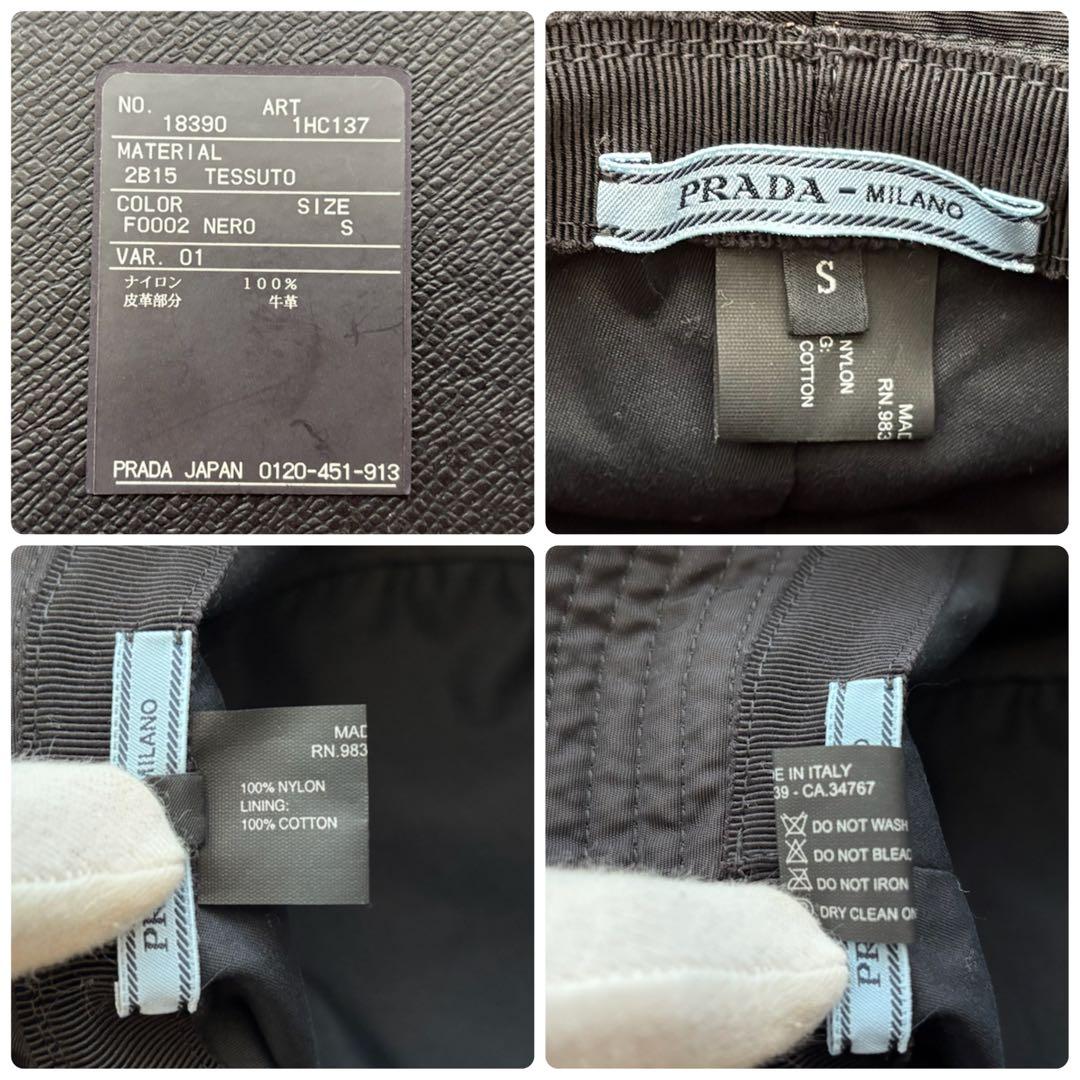 NO. ART
18390 1HC137
MATERIAL
2B15 TESSUTO
COLOR SIZE
F0002 NERO S
VAR. 01
ナイロン 100%
皮革部分 牛革
PRADA JAPAN 0120-451-913
PRADA - MILANO
S
G:
NYLON
COTTON
MAD
RN.983
MILANO
PR
MAD
RN.983
100% NYLON
LINING:
100% COTTON
E IN ITALY
39 - CA.34767
DO NOT WASH
DO NOT BLEAC
DO NOT IRON
DRY CLEAN ON
PR